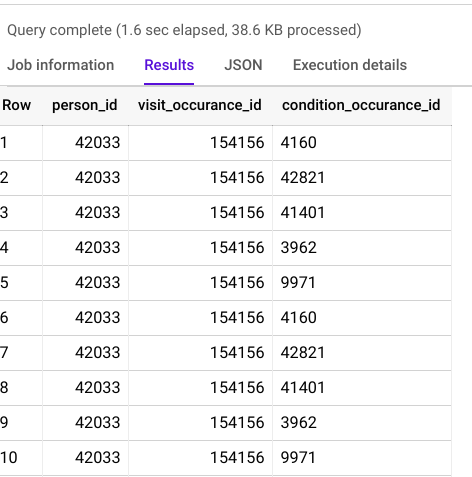 Query complete (1.6 sec elapsed, 38.6 KB processed)
Job information Results JSON Execution details
Row person_id visit_occurance_id condition_occurance_id
1 42033 154156 4160
2 42033 154156 42821
3 42033 154156 41401
4 42033 154156 3962
5 42033 154156 9971
6 42033 154156 4160
7 42033 154156 42821
8 42033 154156 41401
9 42033 154156 3962
10 42033 154156 9971